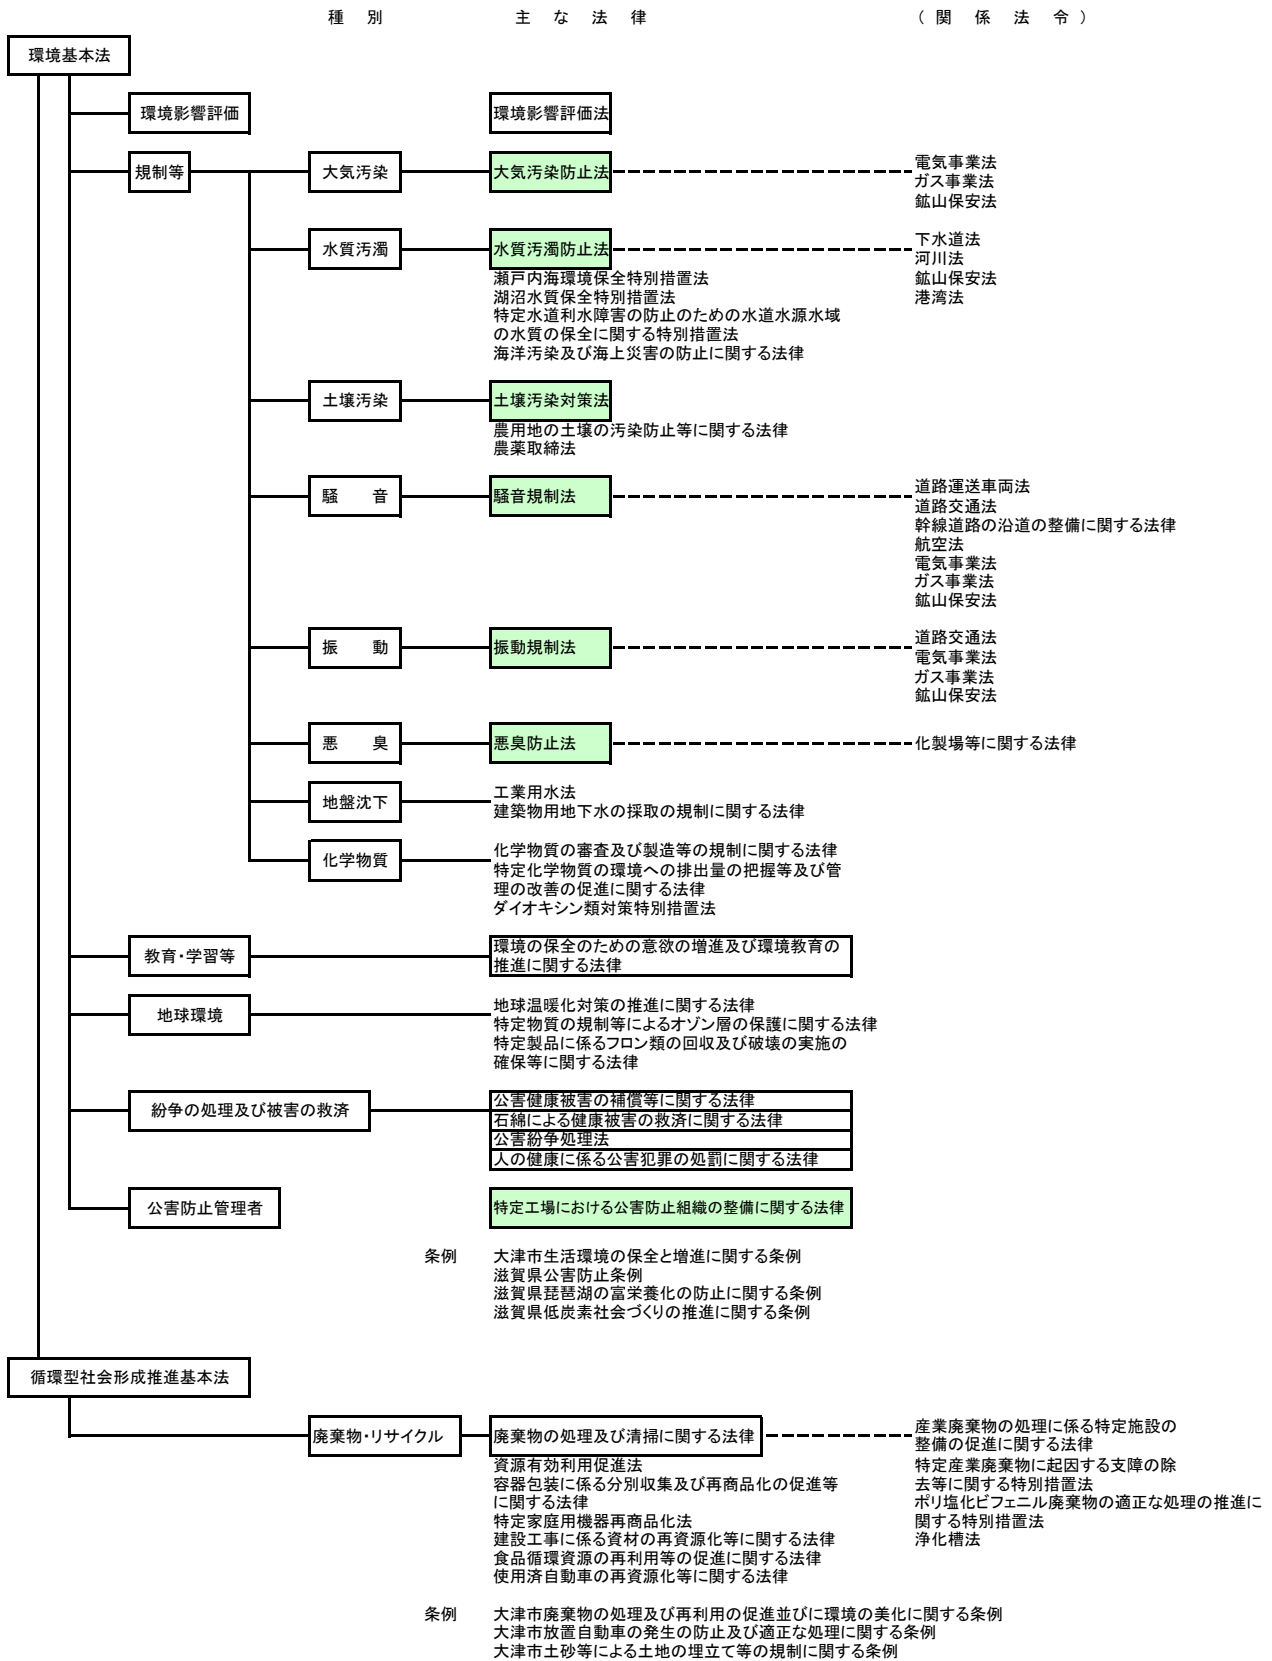 種別 主な法律 (関係法令)
環境基本法
環境影響評価 環境影響評価法
規制等 大気汚染 大気汚染防止法 電気事業法
ガス事業法
鉱山保安法
水質汚濁 水質汚濁防止法 下水道法
河川法
瀬戸内海環境保全特別措置法 鉱山保安法
湖沼水質保全特別措置法 港湾法
特定水道利水障害の防止のための水道水源水域
の水質の保全に関する特別措置法
海洋汚染及び海上災害の防止に関する法律
土壌汚染 土壌汚染対策法
農用地の土壌の汚染防止等に関する法律
農薬取締法
騒音 騒音規制法 道路運送車両法
道路交通法
幹線道路の沿道の整備に関する法律
航空法
電気事業法
ガス事業法
鉱山保安法
振動 振動規制法 道路交通法
電気事業法
ガス事業法
鉱山保安法
悪臭 悪臭防止法 化製場等に関する法律
地盤沈下 工業用水法
建築物用地下水の採取の規制に関する法律
化学物質 化学物質の審査及び製造等の規制に関する法律
特定化学物質の環境への排出量の把握等及び管
理の改善の促進に関する法律
ダイオキシン類対策特別措置法
教育・学習等 環境の保全のための意欲の増進及び環境教育の
推進に関する法律
地球環境 地球温暖化対策の推進に関する法律
特定物質の規制等によるオゾン層の保護に関する法律
特定製品に係るフロン類の回収及び破壊の実施の
確保等に関する法律
紛争の処理及び被害の救済 公害健康被害の補償等に関する法律
石綿による健康被害の救済に関する法律
公害紛争処理法
人の健康に係る公害犯罪の処罰に関する法律
公害防止管理者 特定工場における公害防止組織の整備に関する法律
条例 大津市生活環境の保全と増進に関する条例
滋賀県公害防止条例
滋賀県琵琶湖の富栄養化の防止に関する条例
滋賀県低炭素社会づくりの推進に関する条例
循環型社会形成推進基本法
廃棄物・リサイクル 廃棄物の処理及び清掃に関する法律 産業廃棄物の処理に係る特定施設の
整備の促進に関する法律
資源有効利用促進法 特定産業廃棄物に起因する支障の除
容器包装に係る分別収集及び再商品化の促進等 去等に関する特別措置法
に関する法律 ポリ塩化ビフェニル廃棄物の適正な処理の推進に
特定家庭用機器再商品化法 関する特別措置法
建設工事に係る資材の再資源化等に関する法律 浄化槽法
食品循環資源の再利用等の促進に関する法律
使用済自動車の再資源化等に関する法律
条例 大津市廃棄物の処理及び再利用の促進並びに環境の美化に関する条例
大津市放置自動車の発生の防止及び適正な処理に関する条例
大津市土砂等による土地の埋立て等の規制に関する条例